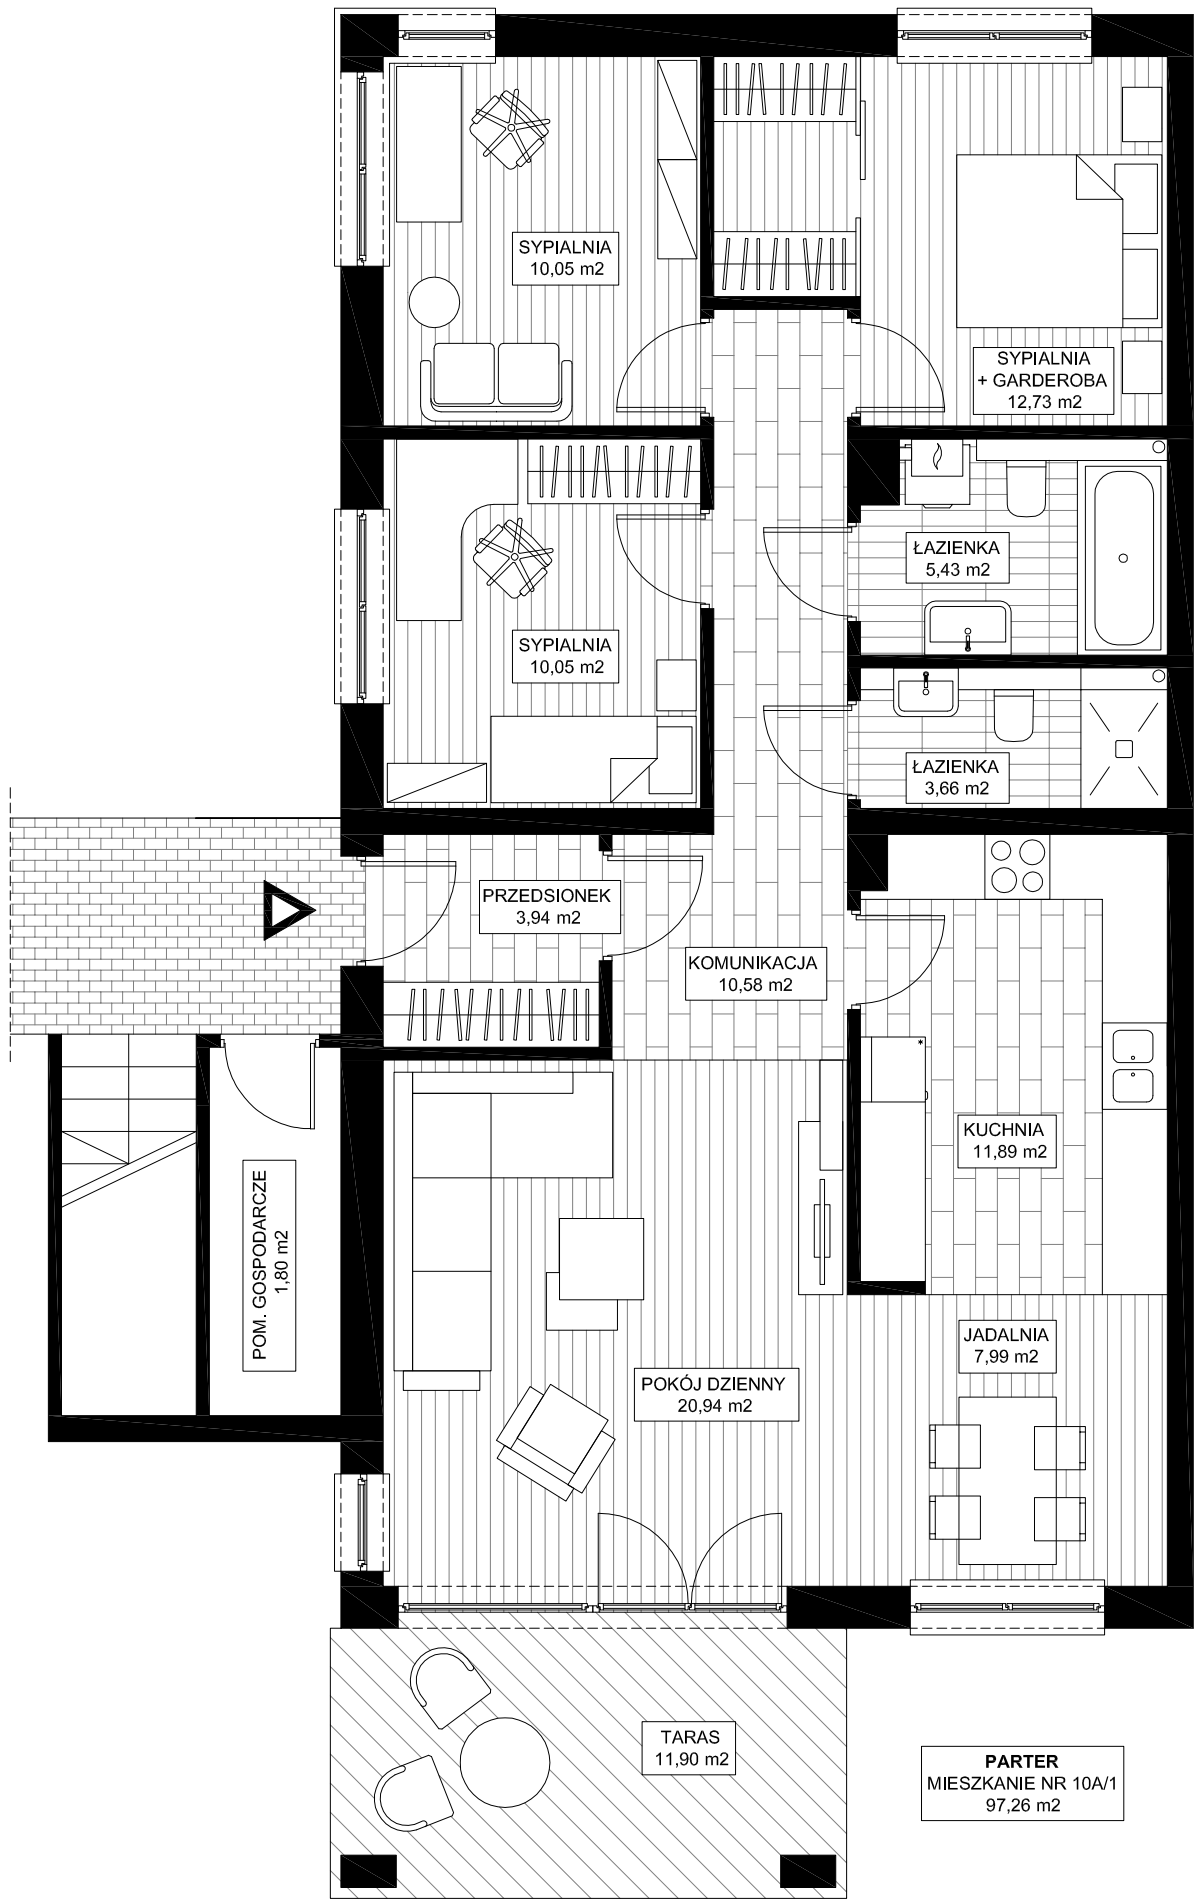 SYPIALNIA
10,05 m2
SYPIALNIA
+ GARDEROBA
12,73 m2
ŁAZIENKA
5,43 m2
SYPIALNIA
10,05 m2
ŁAZIENKA
3,66 m2
PRZEDSIONEK
3,94 m2
KOMUNIKACJA
10,58 m2
KUCHNIA
11,89 m2
POM. GOSPODARCZE
1,80 m2
JADALNIA
7,99 m2
POKÓJ DZIENNY
20,94 m2
TARAS
11,90 m2
PARTER
MIESZKANIE NR 10A/1
97,26 m2